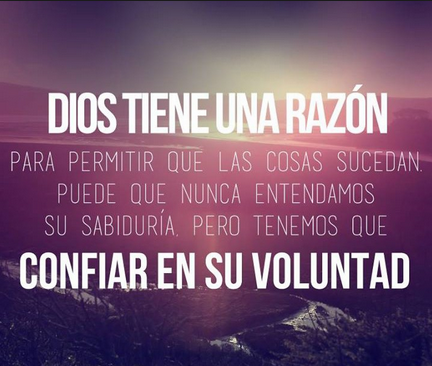 DIOS TIENE UNA RAZÓN
PARA PERMITIR QUE LAS COSAS SUCEDAN.
PUEDE QUE NUNCA ENTENDAMOS
SU SABIDURÍA, PERO TENEMOS QUE
CONFIAR EN SU VOLUNTAD